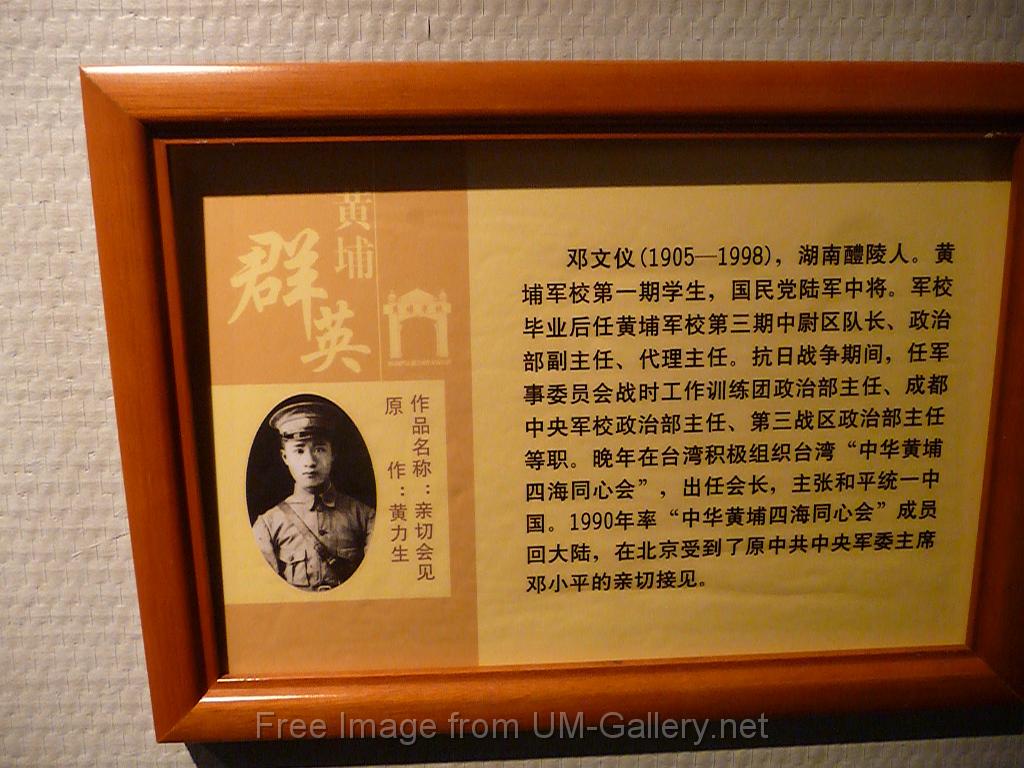 黄埔
群英
作品名称：亲切会见
原　　作：黄力生
邓文仪(1905—1998)，湖南醴陵人。黄
埔军校第一期学生，国民党陆军中将。军校
毕业后任黄埔军校第三期中尉区队长、政治
部副主任、代理主任。抗日战争期间，任军
事委员会战时工作训练团政治部主任、成都
中央军校政治部主任、第三战区政治部主任
等职。晚年在台湾积极组织台湾“中华黄埔
四海同心会”，出任会长，主张和平统一中
国。1990年率“中华黄埔四海同心会”成员
回大陆，在北京受到了原中共中央军委主席
邓小平的亲切接见。
Free Image from UM-Gallery.net